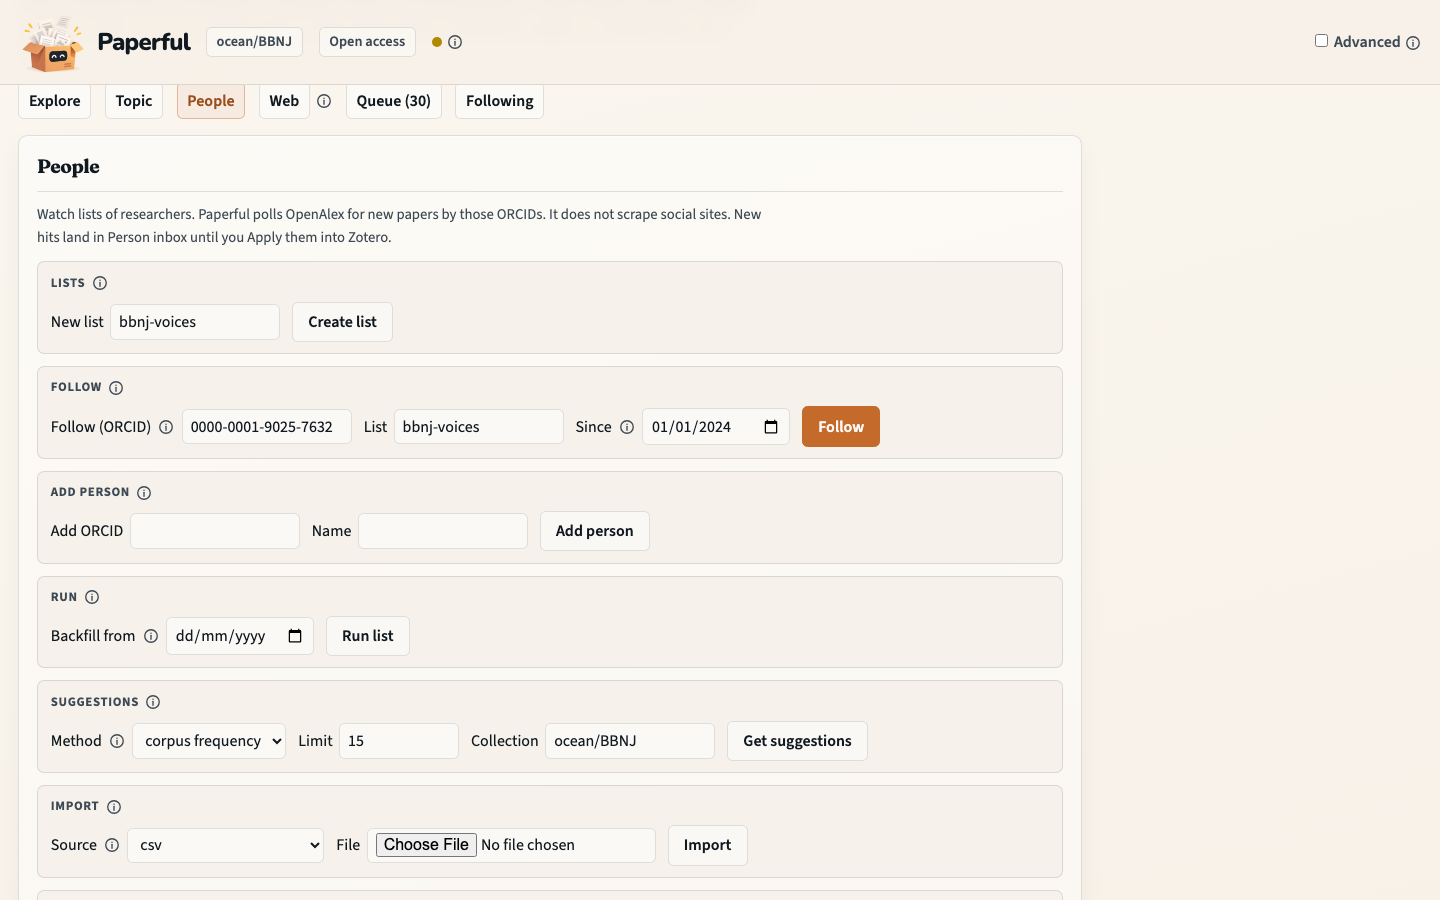 Paperful
ocean/BBNJ
Open access
Advanced
Explore
Topic
People
Web
Queue (30)
Following
People
Watch lists of researchers. Paperful polls OpenAlex for new papers by those ORCIDs. It does not scrape social sites. New
hits land in Person inbox until you Apply them into Zotero.
LISTS
New list bbnj-voices Create list
FOLLOW
Follow (ORCID) 0000-0001-9025-7632 List bbnj-voices Since 01/01/2024 Follow
ADD PERSON
Add ORCID Name Add person
RUN
Backfill from dd/mm/yyyy Run list
SUGGESTIONS
Method corpus frequency Limit 15 Collection ocean/BBNJ Get suggestions
IMPORT
Source csv File Choose File No file chosen Import